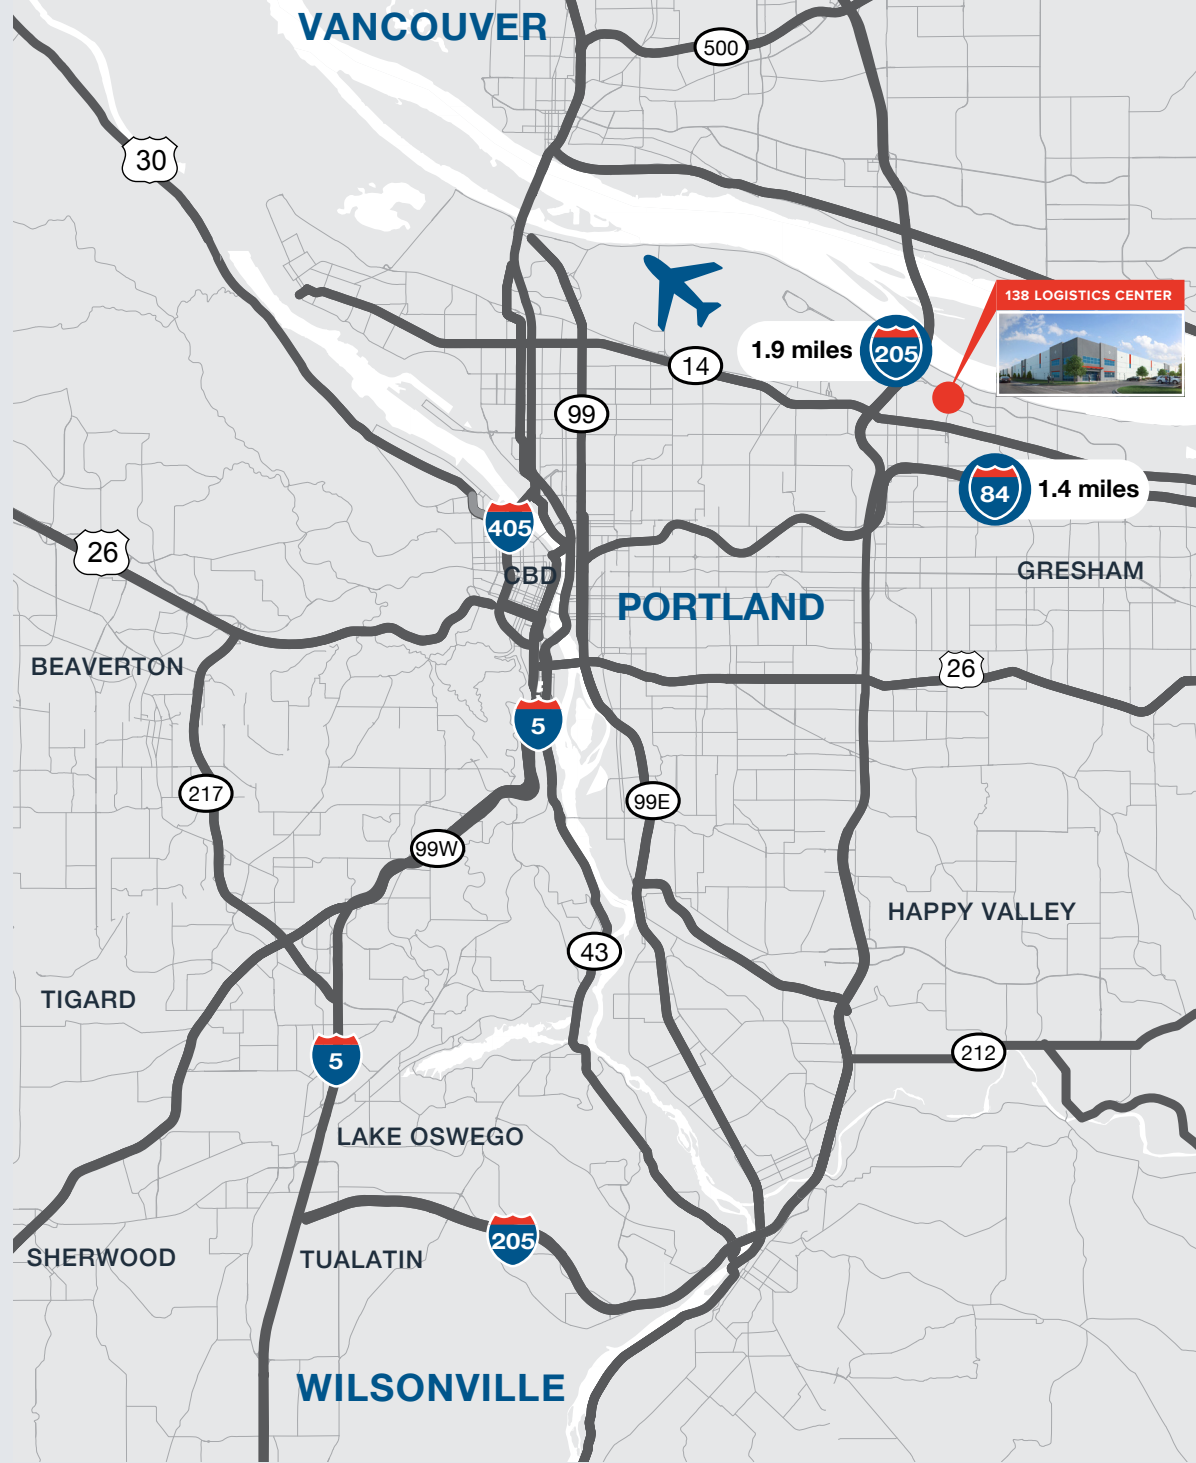 VANCOUVER
500
30
138 LOGISTICS CENTER
1.9 miles
205
14
99
84
1.4 miles
405
26
CBD
GRESHAM
PORTLAND
BEAVERTON
26
5
217
99E
99W
HAPPY VALLEY
43
TIGARD
5
212
LAKE OSWEGO
205
SHERWOOD
TUALATIN
WILSONVILLE